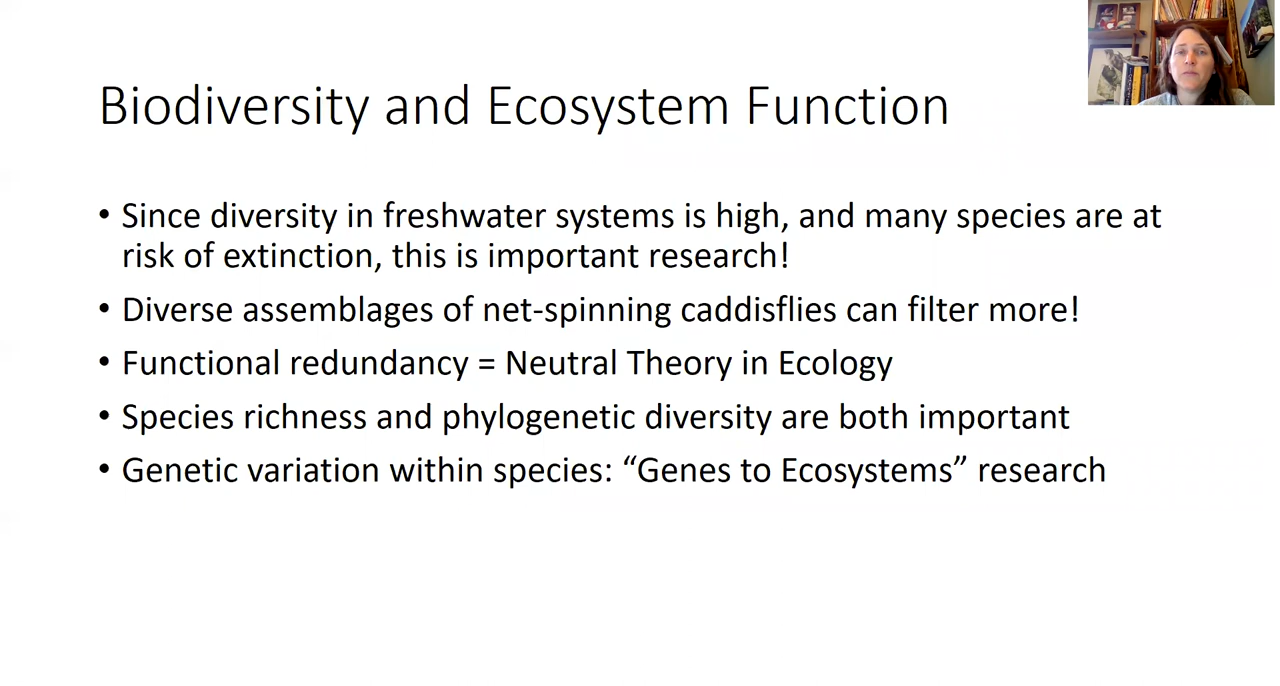 Biodiversity and Ecosystem Function
• Since diversity in freshwater systems is high, and many species are at
risk of extinction, this is important research!
• Diverse assemblages of net-spinning caddisflies can filter more!
• Functional redundancy = Neutral Theory in Ecology
• Species richness and phylogenetic diversity are both important
• Genetic variation within species: “Genes to Ecosystems” research